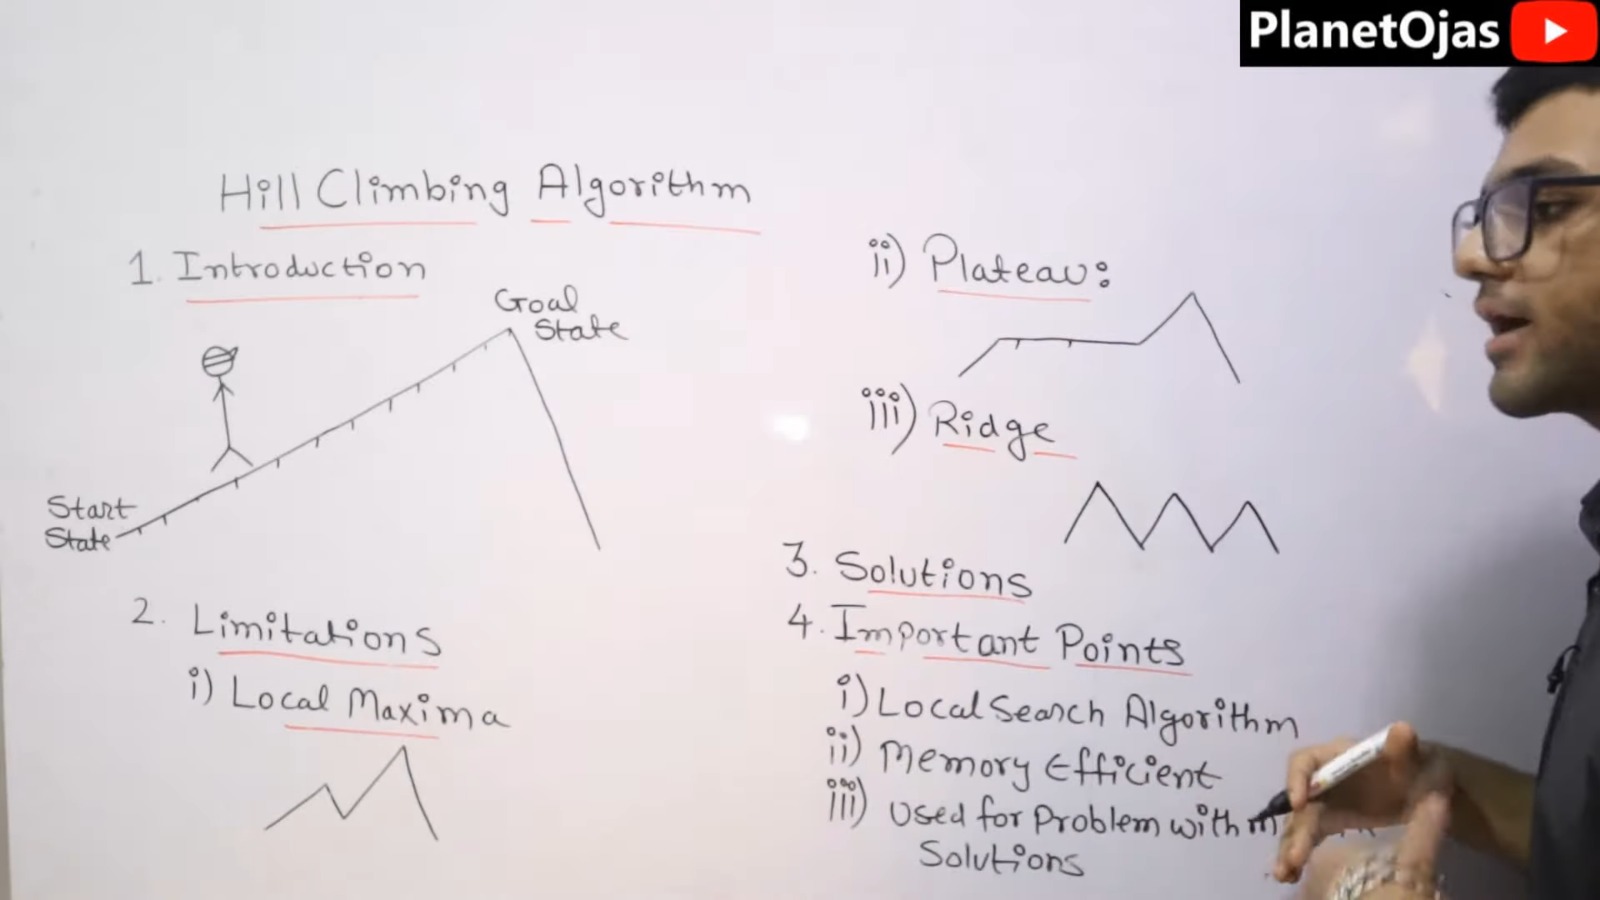 PlanetOjas
Hill Climbing Algorithm
1. Introduction
Goal
State
Start
State
2. Limitations
i) Local Maxima
ii) Plateau:
iii) Ridge
3. Solutions
4. Important Points
i) Local Search Algorithm
ii) Memory Efficient
iii) Used for Problem with
Solutions